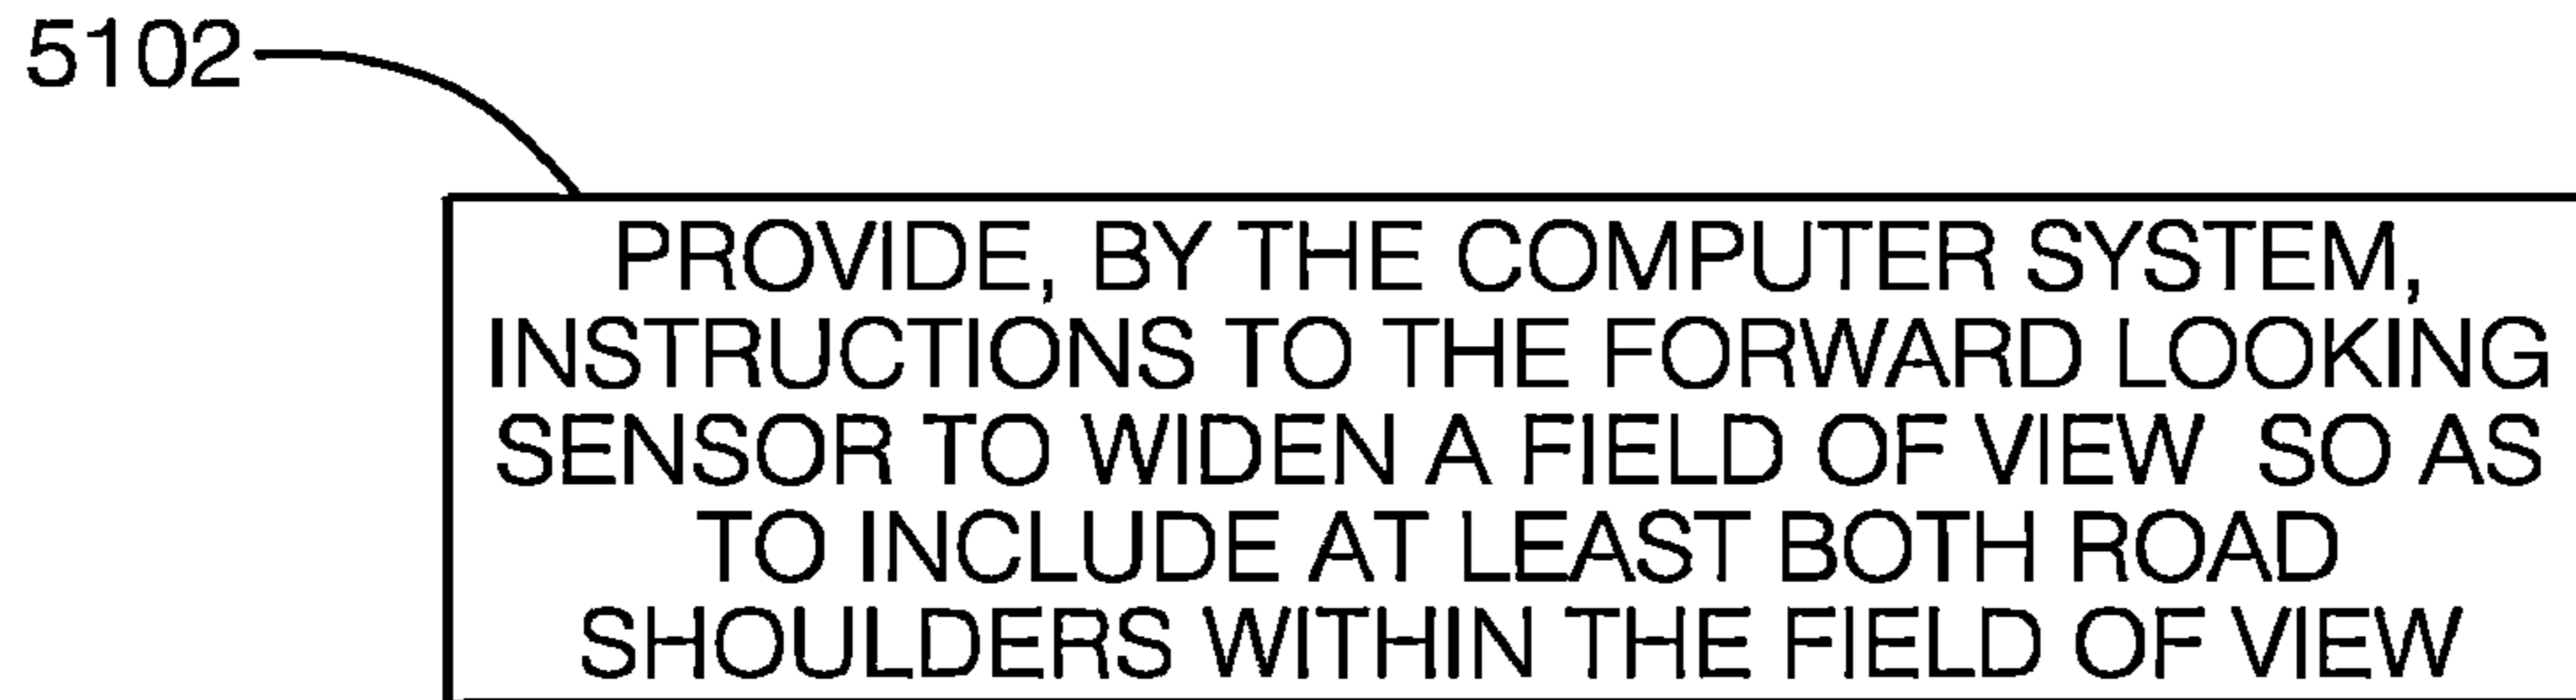 5102
PROVIDE, BY THE COMPUTER SYSTEM,
INSTRUCTIONS TO THE FORWARD LOOKING
SENSOR TO WIDEN A FIELD OF VIEW SO AS
TO INCLUDE AT LEAST BOTH ROAD
SHOULDERS WITHIN THE FIELD OF VIEW